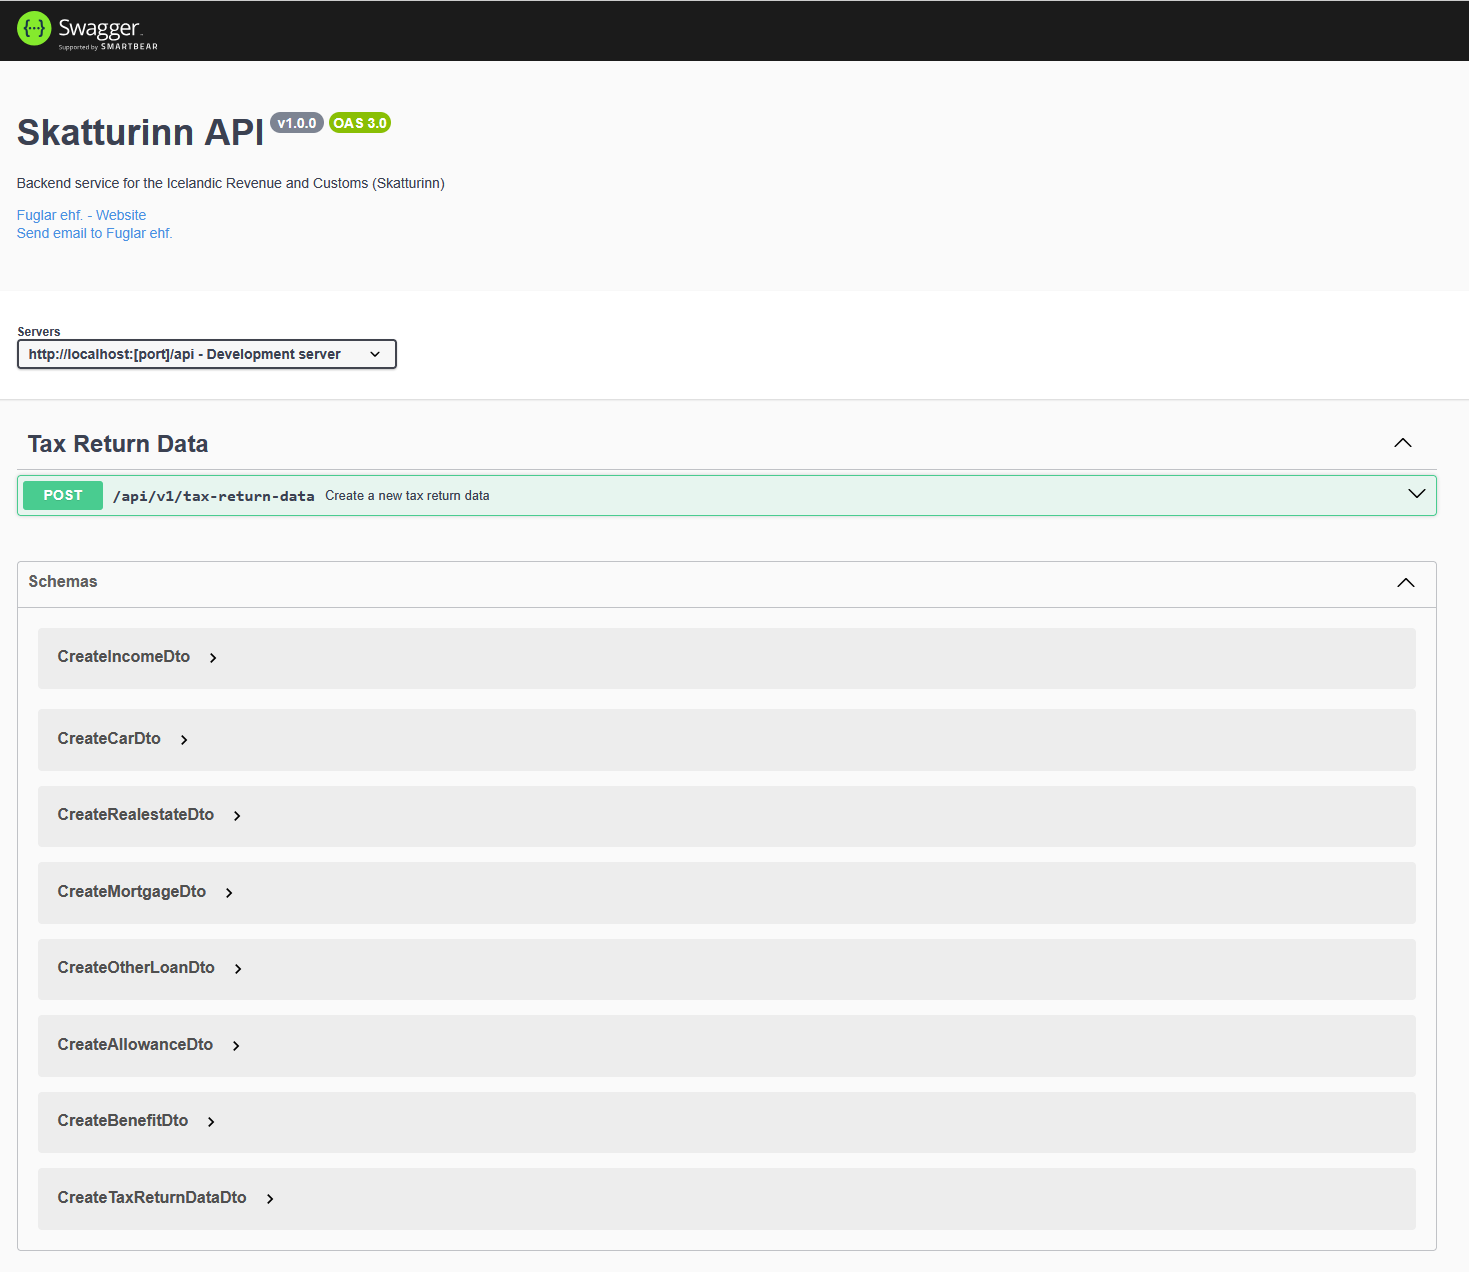 Swagger.
Supported by SMARTBEAR
Skatturinn API v1.0.0 OAS 3.0
Backend service for the Icelandic Revenue and Customs (Skatturinn)
Fuglar ehf. - Website
Send email to Fuglar ehf.
Servers
http://localhost:[port]/api - Development server
Tax Return Data
POST /api/v1/tax-return-data Create a new tax return data
Schemas
CreateIncomeDto
CreateCarDto
CreateRealestateDto
CreateMortgageDto
CreateOtherLoanDto
CreateAllowanceDto
CreateBenefitDto
CreateTaxReturnDataDto